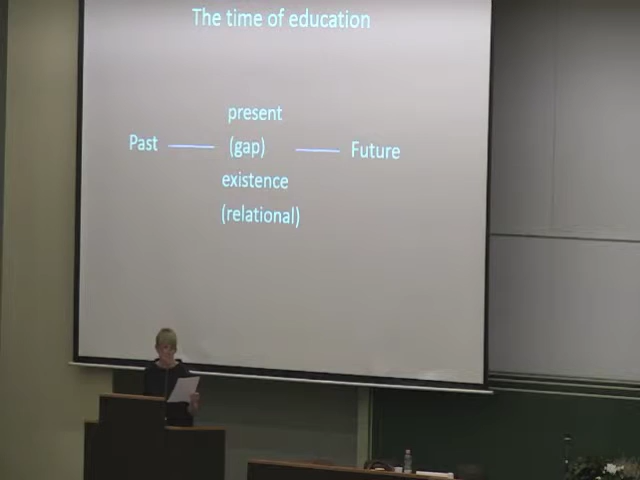 The time of education
present
Past (gap) Future
existence
(relational)